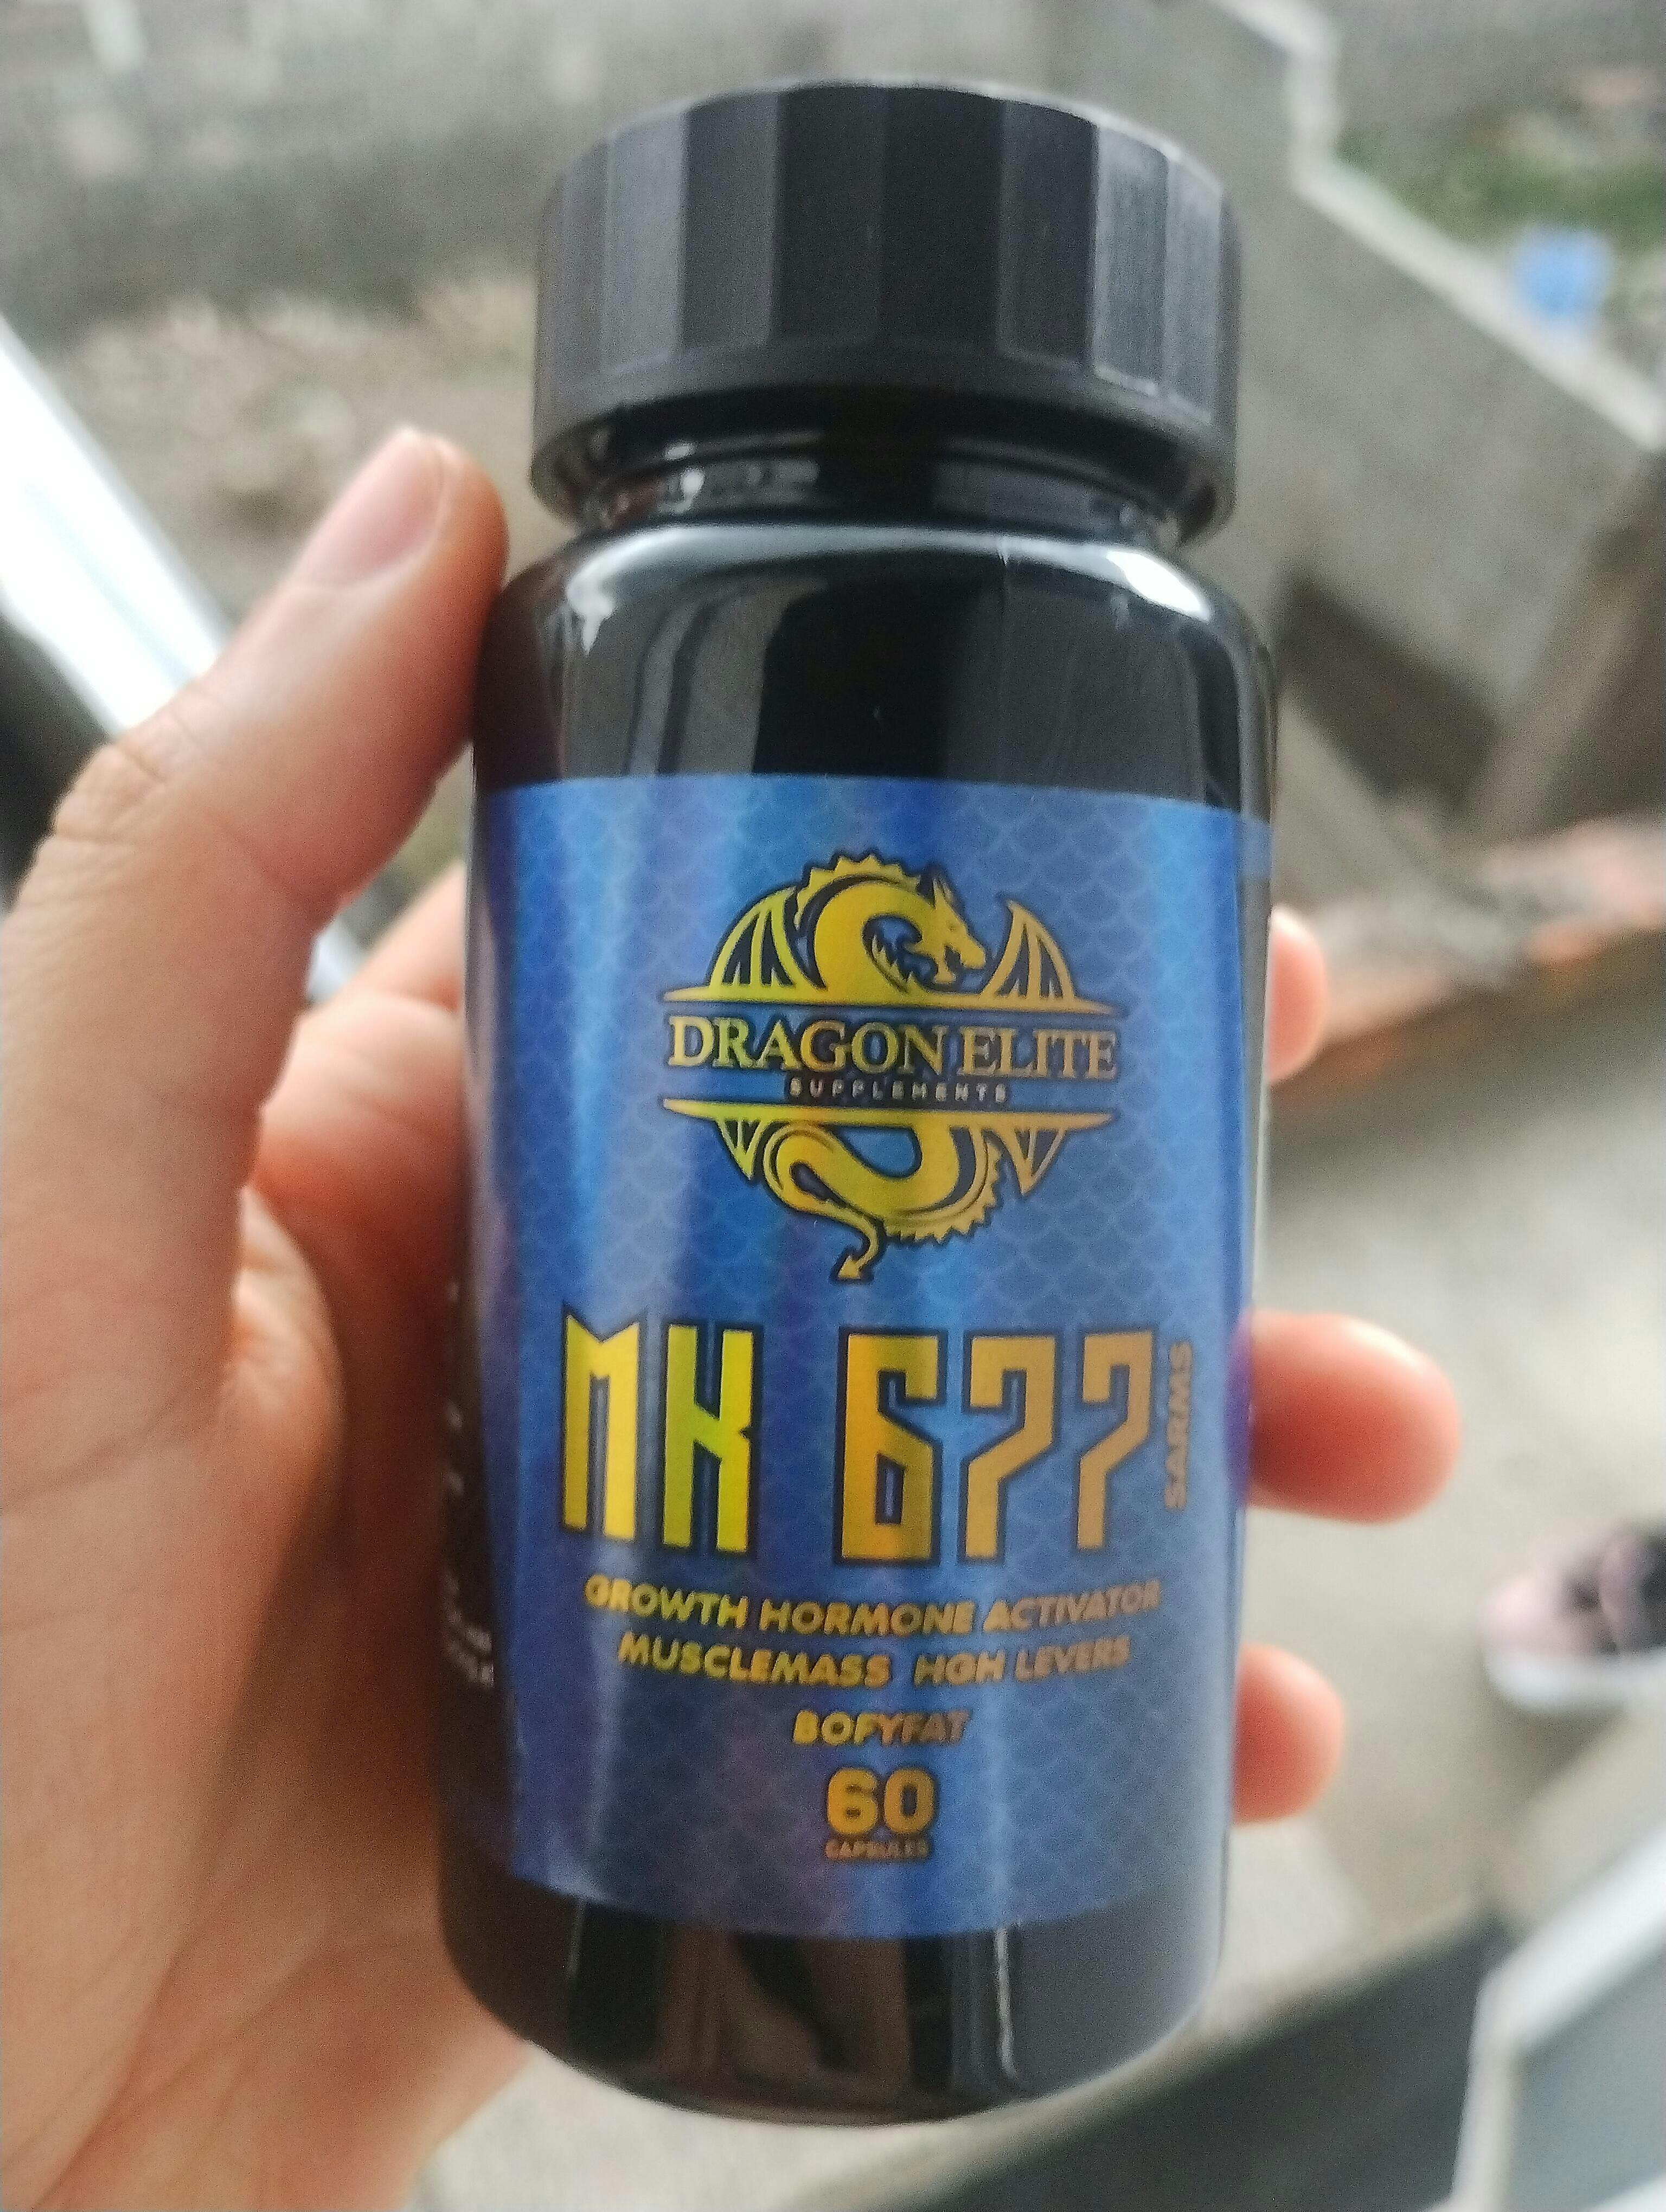 DRAGON ELITE
SUPPLEMENTS
MK 677
SARMS
GROWTH HORMONE ACTIVATOR
MUSCLEMASS HGH LEVERS
BOFYFAT
60
CAPSULES